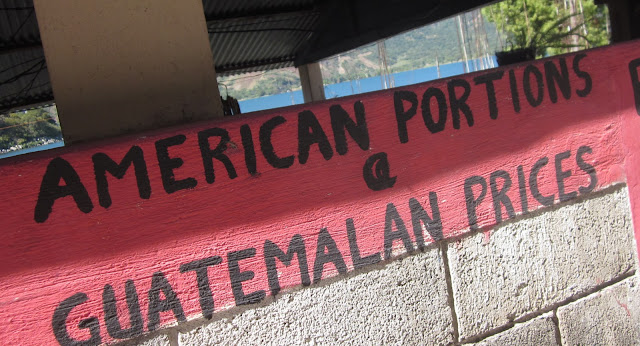 AMERICAN PORTIONS
@
GUATEMALAN PRICES